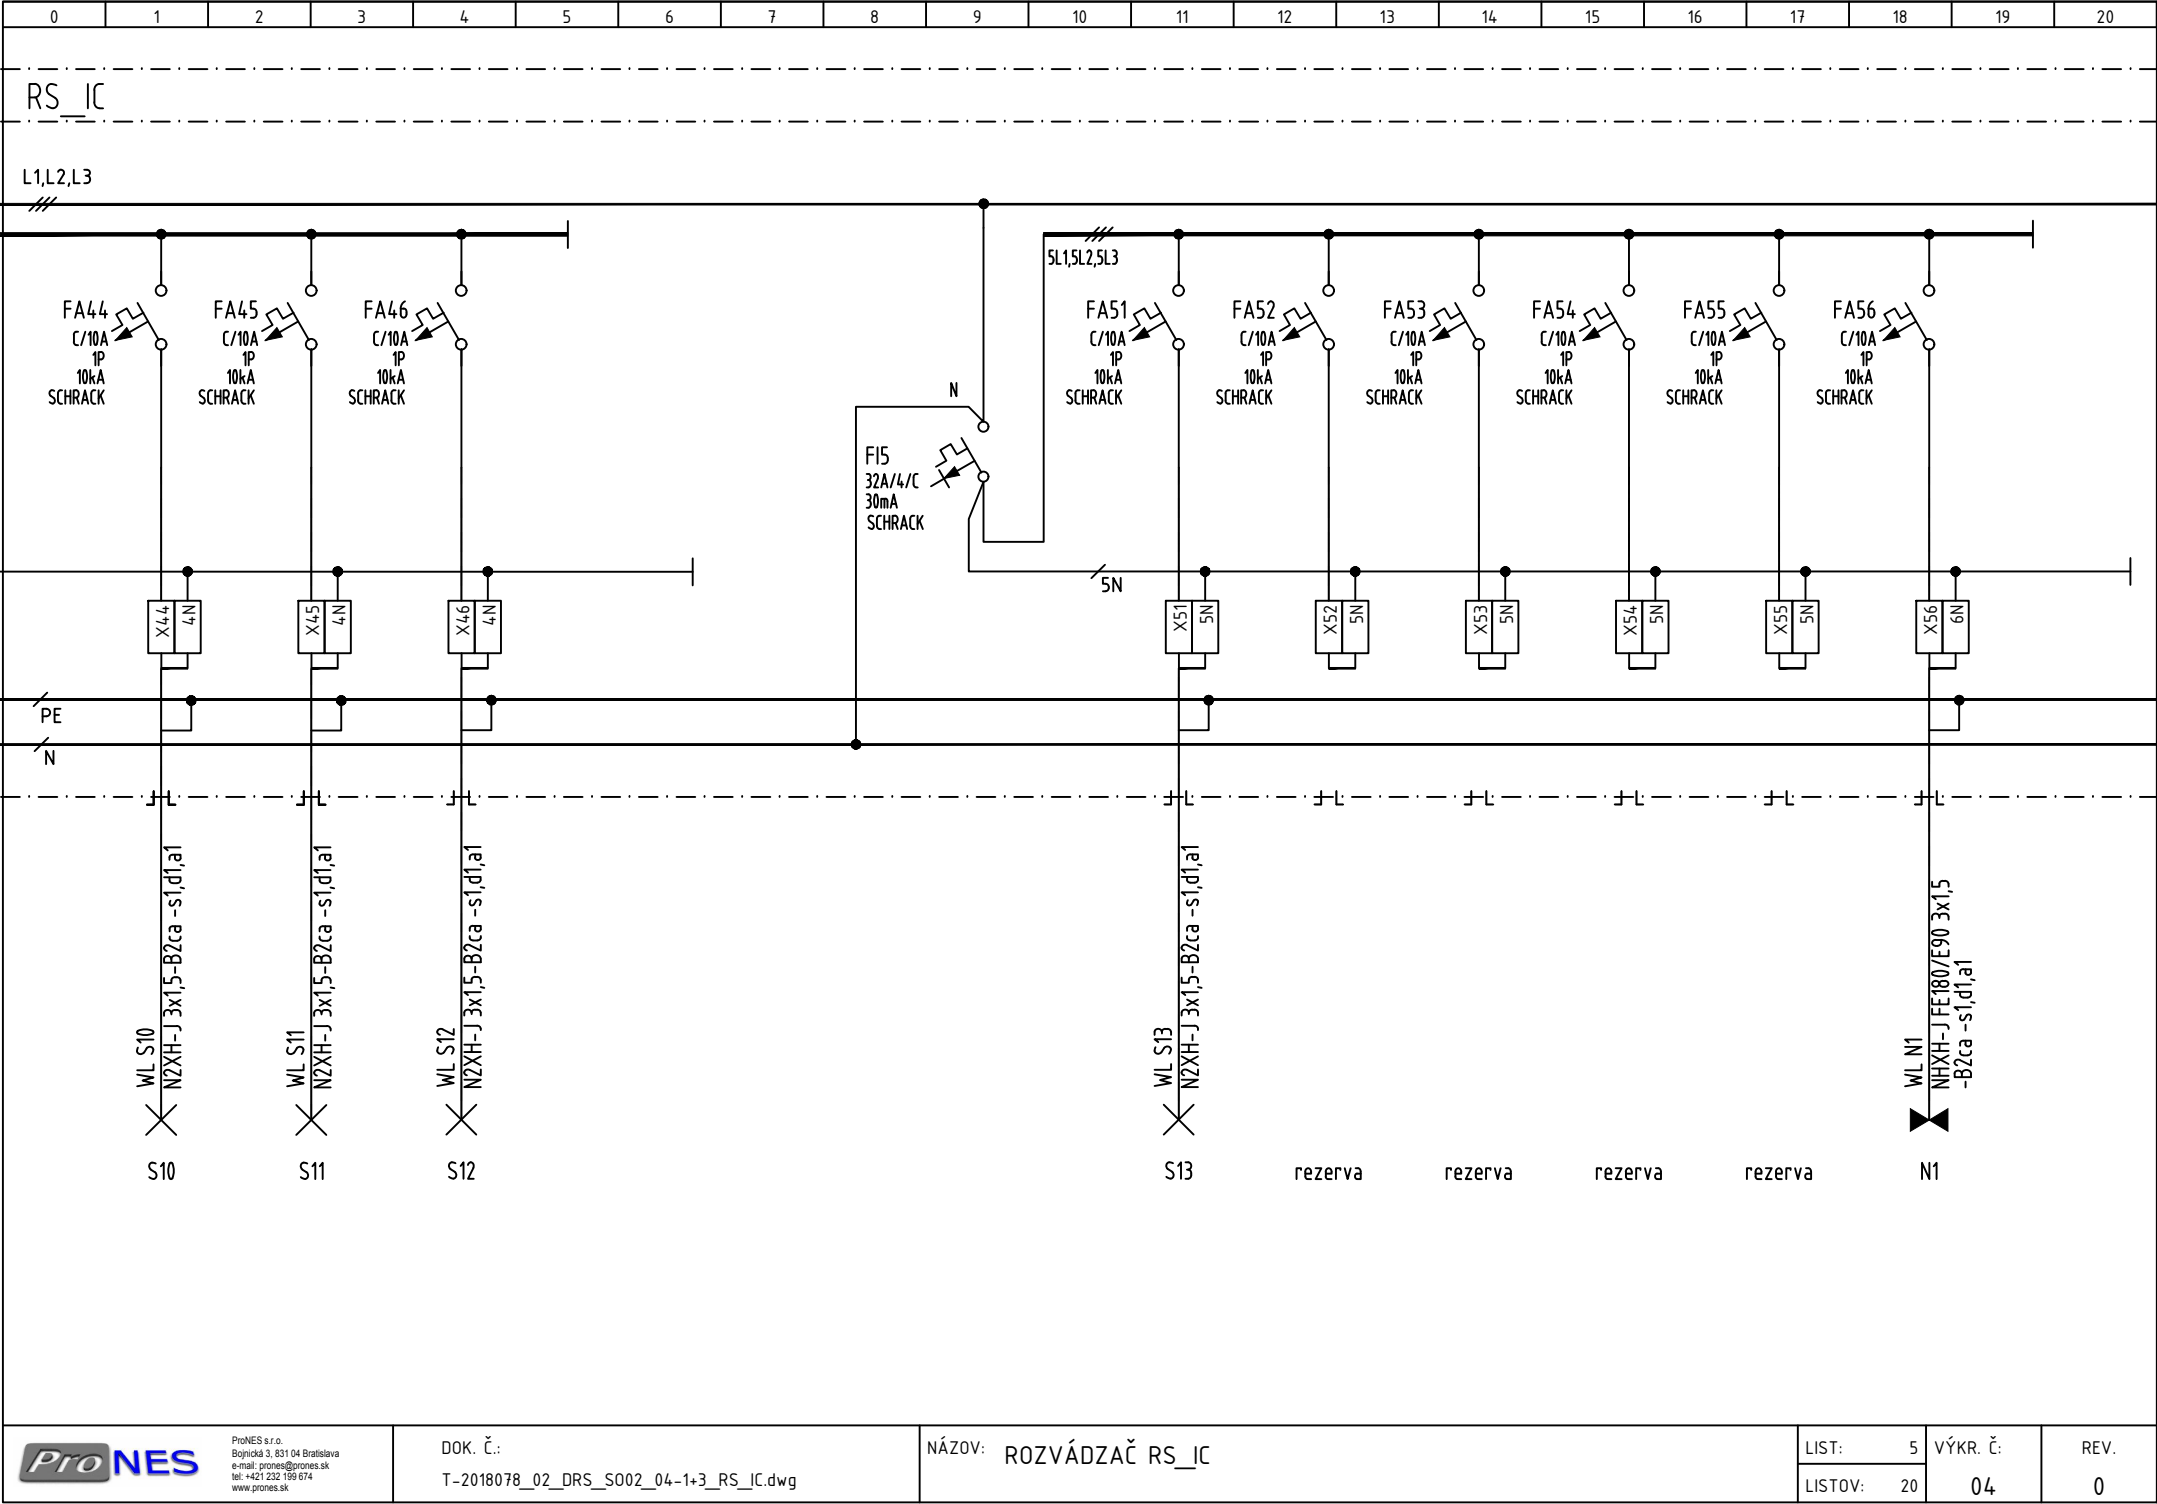 0 1 2 3 4 5 6 7 8 9 10 11 12 13 14 15 16 17 18 19 20
RS_IC
L1,L2,L3
5L1,5L2,5L3
FA44
C/10A
1P
10kA
SCHRACK
FA45
C/10A
1P
10kA
SCHRACK
FA46
C/10A
1P
10kA
SCHRACK
N
FI5
32A/4/C
30mA
SCHRACK
FA51
C/10A
1P
10kA
SCHRACK
FA52
C/10A
1P
10kA
SCHRACK
FA53
C/10A
1P
10kA
SCHRACK
FA54
C/10A
1P
10kA
SCHRACK
FA55
C/10A
1P
10kA
SCHRACK
FA56
C/10A
1P
10kA
SCHRACK
5N
X44 4N
X45 4N
X46 4N
X51 5N
X52 5N
X53 5N
X54 5N
X55 5N
X56 6N
PE
N
WL S10
N2XH-J 3x1,5-B2ca -s1,d1,a1
WL S11
N2XH-J 3x1,5-B2ca -s1,d1,a1
WL S12
N2XH-J 3x1,5-B2ca -s1,d1,a1
WL S13
N2XH-J 3x1,5-B2ca -s1,d1,a1
WL N1
NHXH-J FE180/E90 3x1,5
-B2ca -s1,d1,a1
S10 S11 S12 S13 rezerva rezerva rezerva rezerva N1
ProNES
ProNES s.r.o.
Bojnická 3, 831 04 Bratislava
e-mail: prones@prones.sk
tel: +421 232 199 674
www.prones.sk
DOK. Č.:
T-2018078_02_DRS_SO02_04-1+3_RS_IC.dwg
NÁZOV: ROZVÁDZAČ RS_IC
LIST: 5
LISTOV: 20
VÝKR. Č:
04
REV.
0